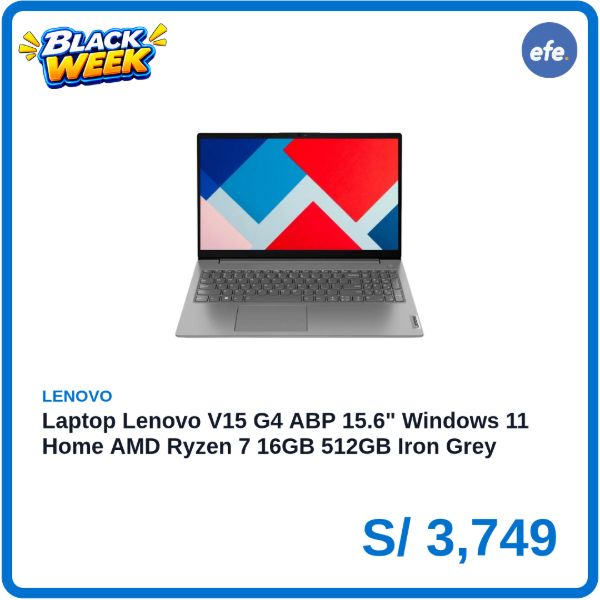 BLACK
WEEK
efe.
LENOVO
Laptop Lenovo V15 G4 ABP 15.6" Windows 11
Home AMD Ryzen 7 16GB 512GB Iron Grey
S/ 3,749